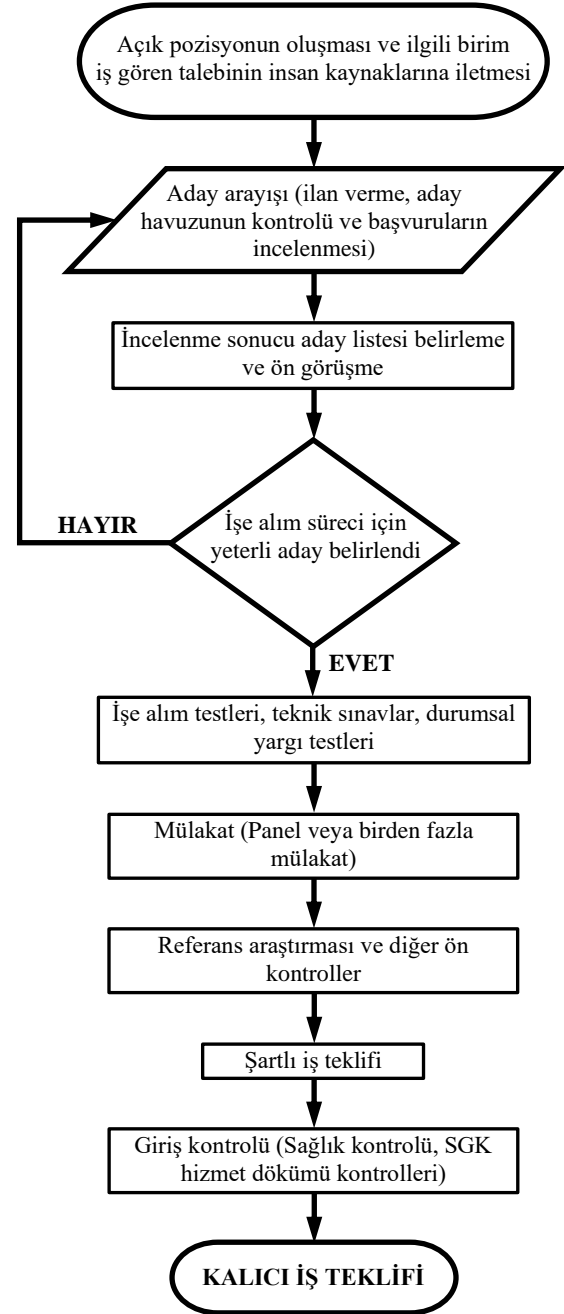 Açık pozisyonun oluşması ve ilgili birim
iş gören talebinin insan kaynaklarına iletmesi
Aday arayışı (ilan verme, aday
havuzunun kontrolü ve başvuruların
incelenmesi)
İncelenme sonucu aday listesi belirleme
ve ön görüşme
İşe alım süreci için
yeterli aday belirlendi
HAYIR
EVET
İşe alım testleri, teknik sınavlar, durumsal
yargı testleri
Mülakat (Panel veya birden fazla
mülakat)
Referans araştırması ve diğer ön
kontroller
Şartlı iş teklifi
Giriş kontrolü (Sağlık kontrolü, SGK
hizmet dökümü kontrolleri)
KALICI İŞ TEKLİFİ